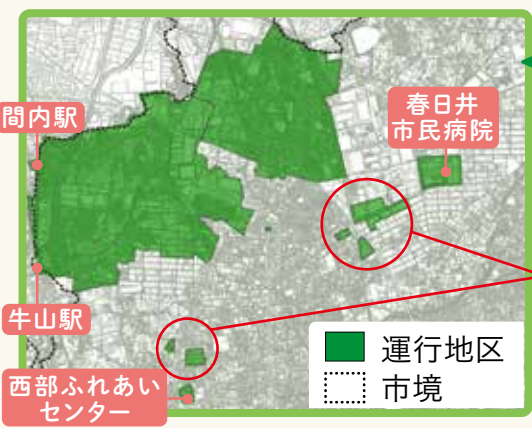 間内駅
春日井
市民病院
牛山駅
西部ふれあい
センター
運行地区
市境